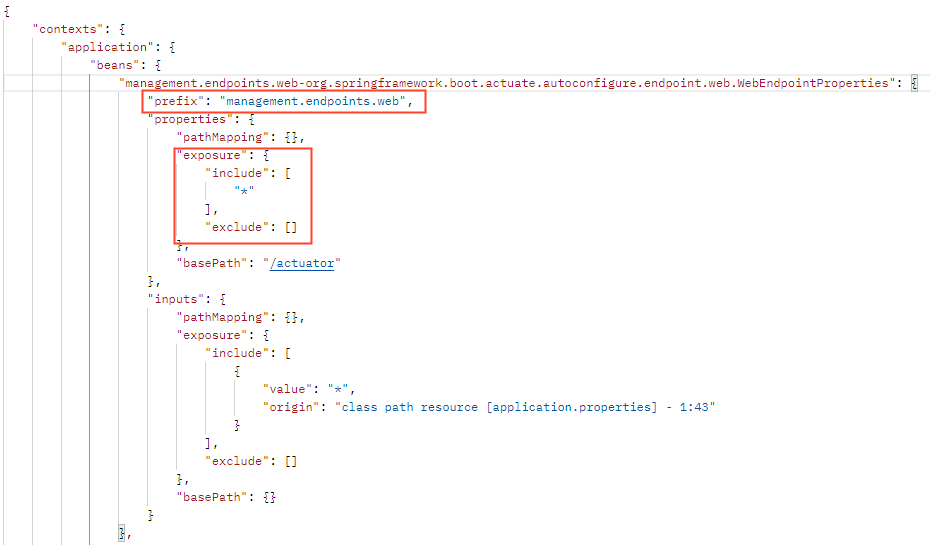 {
"contexts": {
"application": {
"beans": {
"management.endpoints.web-org.springframework.boot.actuate.autoconfigure.endpoint.web.WebEndpointProperties": {
"prefix": "management.endpoints.web",
"properties": {
"pathMapping": {},
"exposure": {
"include": [
"*"
],
"exclude": []
},
"basePath": "/actuator"
},
"inputs": {
"pathMapping": {},
"exposure": {
"include": [
{
"value": "*",
"origin": "class path resource [application.properties] - 1:43"
}
],
"exclude": []
},
"basePath": {}
}
},